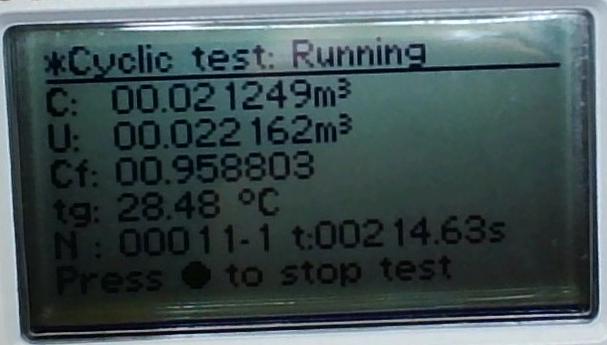 *Cyclic test: Running
C: 00.021249m³
U: 00.022162m³
Cf: 00.958803
tg: 28.48 °C
N : 00011-1 t:00214.63s
Press ● to stop test